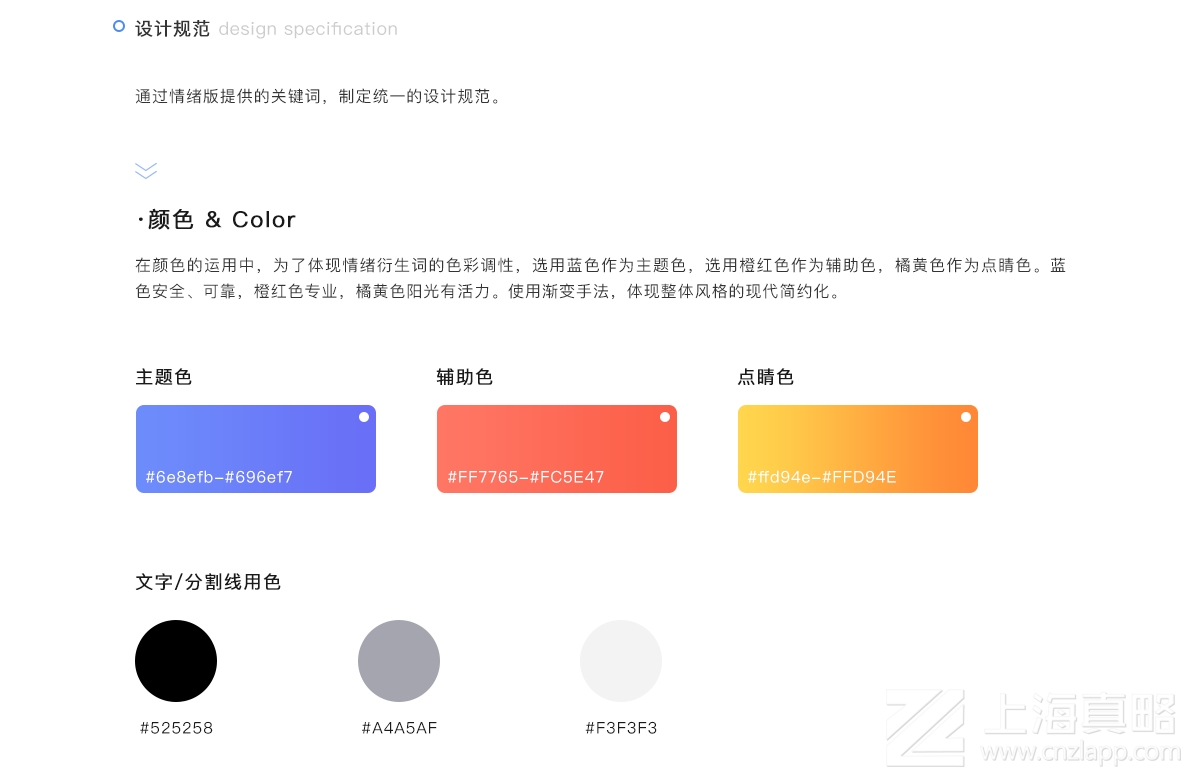 设计规范 design specification
通过情绪版提供的关键词，制定统一的设计规范。
·颜色 & Color
在颜色的运用中，为了体现情绪衍生词的色彩调性，选用蓝色作为主题色，选用橙红色作为辅助色，橘黄色作为点睛色。蓝
色安全、可靠，橙红色专业，橘黄色阳光有活力。使用渐变手法，体现整体风格的现代简约化。
主题色 辅助色 点睛色
#6e8efb-#696ef7 #FF7765-#FC5E47 #ffd94e-#FFD94E
文字/分割线用色
#525258 #A4A5AF #F3F3F3
上海真略
www.cnzlapp.com